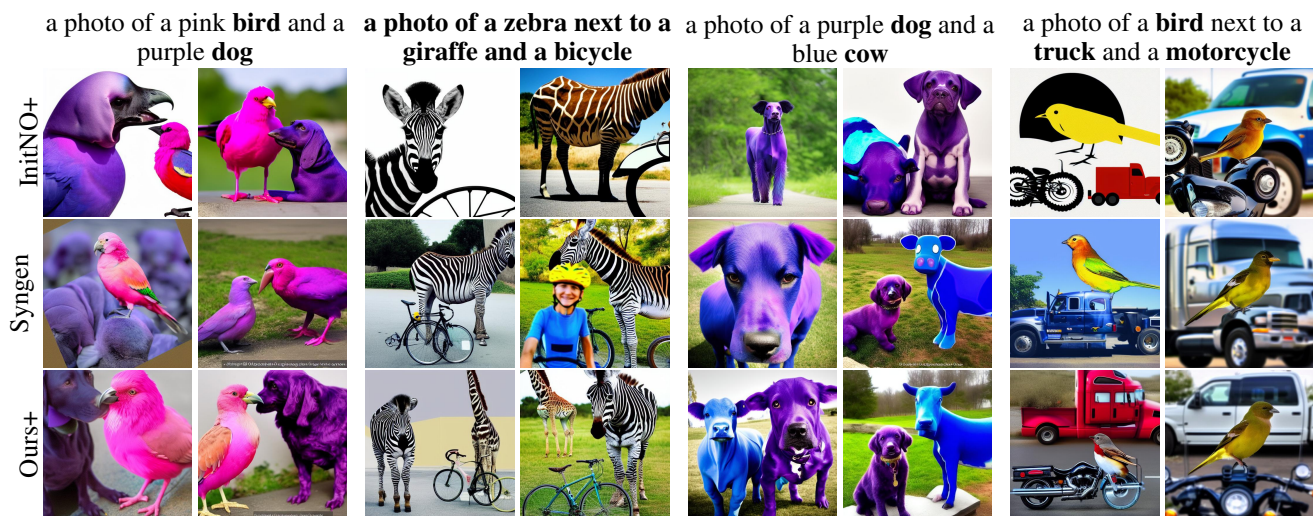 a photo of a pink bird and a
purple dog
a photo of a zebra next to a
giraffe and a bicycle
a photo of a purple dog and a
blue cow
a photo of a bird next to a
truck and a motorcycle
InitNO+
Syngen
Ours+